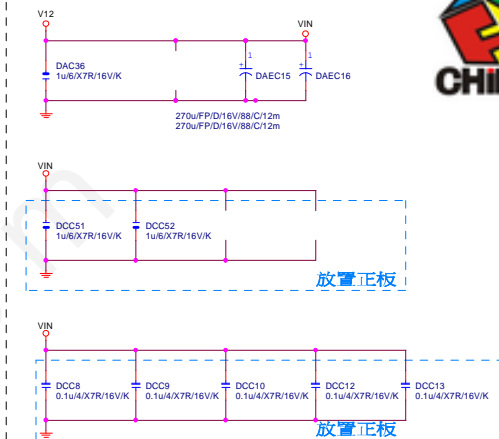 V12
VIN
DAC36
1u/6/X7R/16V/K
1
1
+
+
DAEC15
DAEC16
270u/FP/D/16V/88/C/12m
270u/FP/D/16V/88/C/12m
VIN
DCC51
1u/6/X7R/16V/K
DCC52
1u/6/X7R/16V/K
放置正板
VIN
DCC8
0.1u/4/X7R/16V/K
DCC9
0.1u/4/X7R/16V/K
DCC10
0.1u/4/X7R/16V/K
DCC12
0.1u/4/X7R/16V/K
DCC13
0.1u/4/X7R/16V/K
放置正板